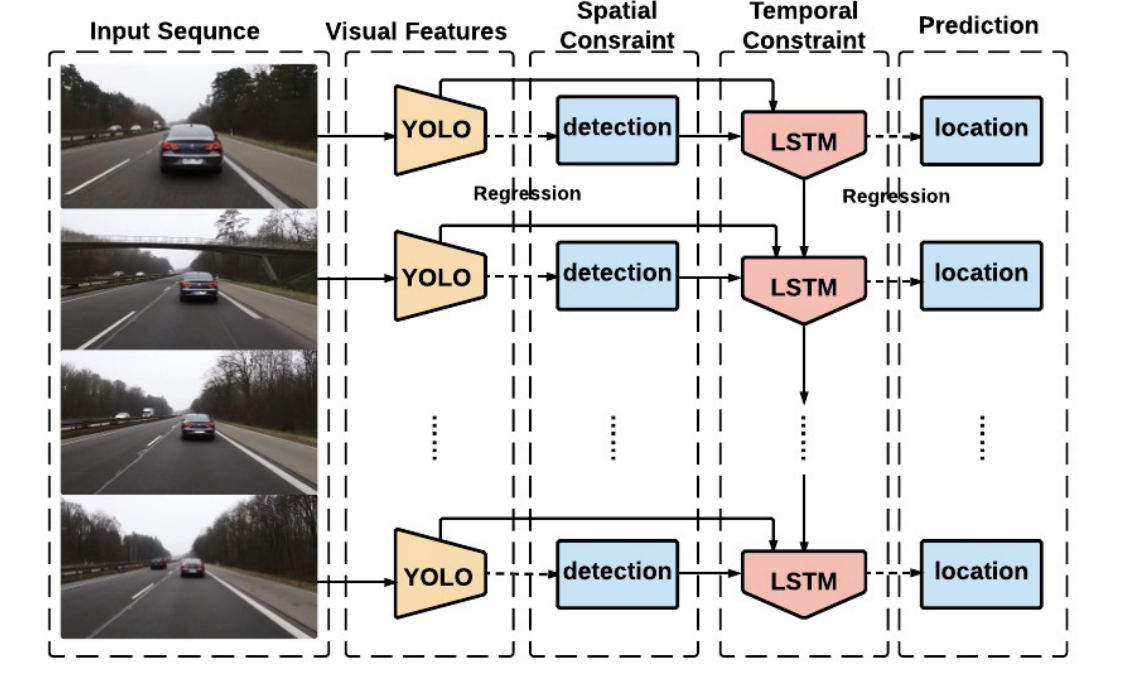 Input Sequnce
Visual Features
Spatial
Consraint
Temporal
Constraint
Prediction
YOLO
detection
LSTM
location
Regression
Regression
YOLO
detection
LSTM
location
YOLO
detection
LSTM
location